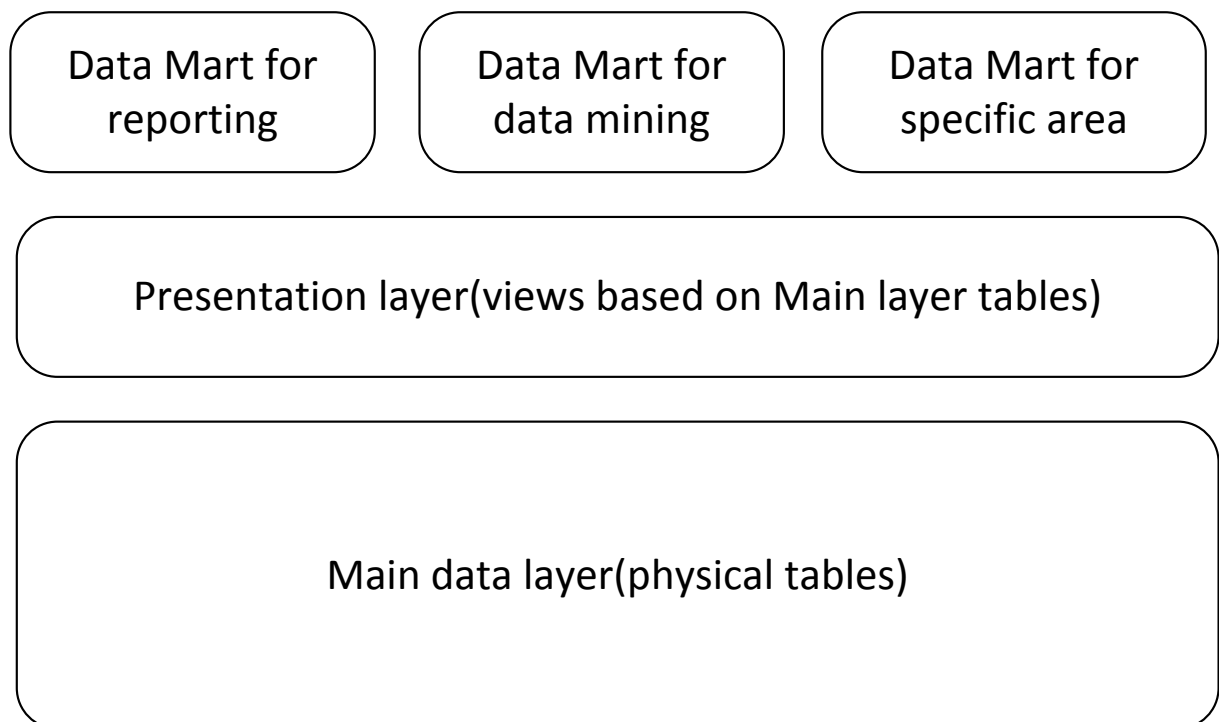 Data Mart for
reporting
Data Mart for
data mining
Data Mart for
specific area
Presentation layer(views based on Main layer tables)
Main data layer(physical tables)